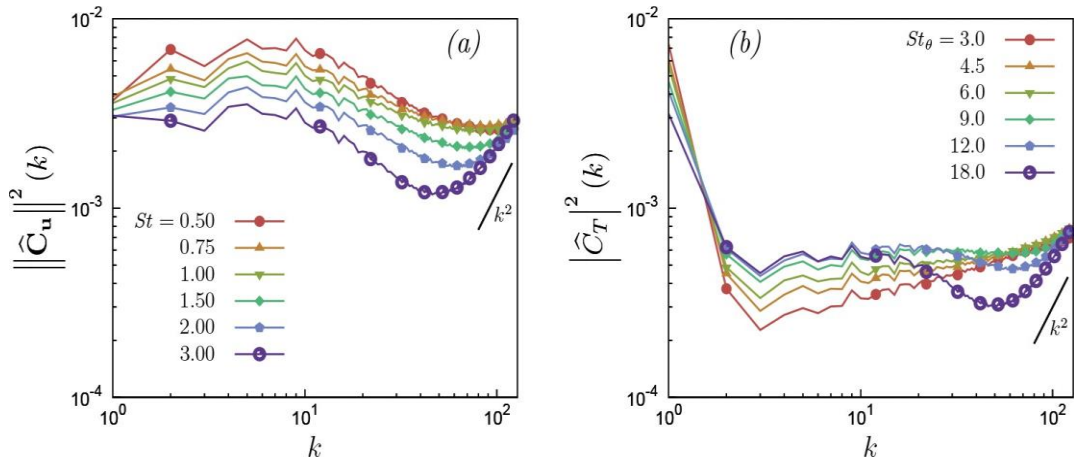 10^-2
10^-3
10^-4
10^0
10^1
10^2
k
||Ĉ_u||^2 (k)
(a)
St = 0.50
0.75
1.00
1.50
2.00
3.00
k^2
10^-2
10^-3
10^-4
10^0
10^1
10^2
k
|Ĉ_T|^2 (k)
(b)
St_θ = 3.0
4.5
6.0
9.0
12.0
18.0
k^2